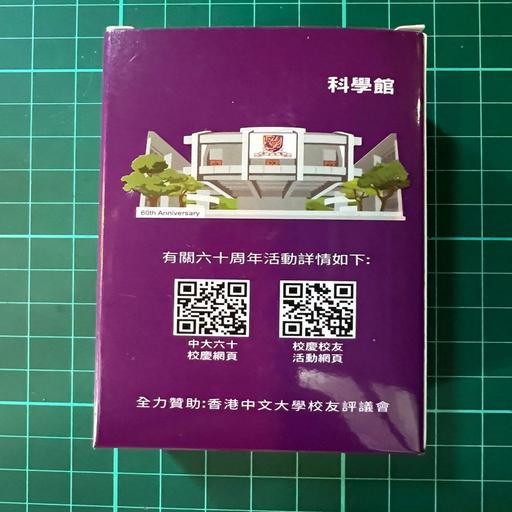 科學館
60th Anniversary
有關六十周年活動詳情如下:
中大六十
校慶網頁
校慶校友
活動網頁
全力贊助:香港中文大學校友評議會